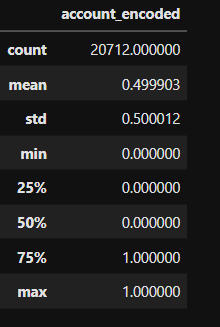 account_encoded
count 20712.000000
mean 0.499903
std 0.500012
min 0.000000
25% 0.000000
50% 0.000000
75% 1.000000
max 1.000000